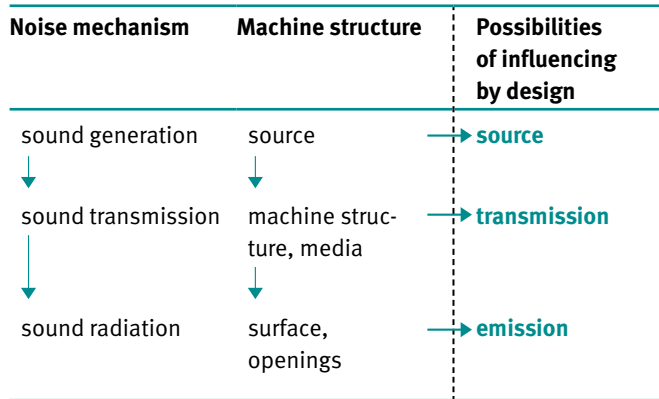 Noise mechanism Machine structure Possibilities
of influencing
by design
sound generation source source
sound transmission machine struc- transmission
ture, media
sound radiation surface, emission
openings